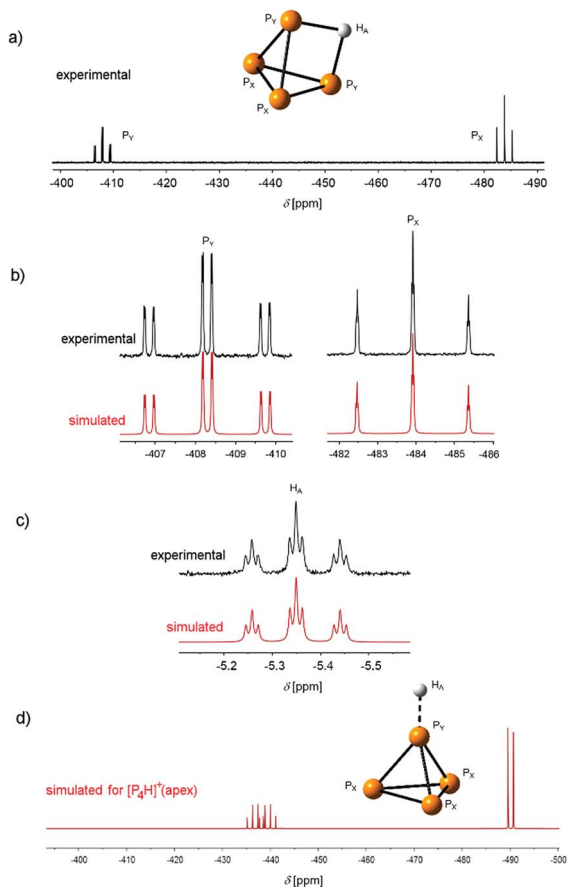 a)
P_Y
H_A
experimental
P_X
P_Y
P_X
P_Y
P_X
-400 -410 -420 -430 -440 -450 -460 -470 -480 -490
δ [ppm]
b)
P_Y
P_X
experimental
simulated
-407 -408 -409 -410
-482 -483 -484 -485 -486
δ [ppm]
c)
H_A
experimental
simulated
-5.2 -5.3 -5.4 -5.5
δ [ppm]
d)
H_A
P_Y
simulated for [P4H]+(apex)
P_X
P_X
P_X
-400 -410 -420 -430 -440 -450 -460 -470 -480 -490 -500
δ [ppm]